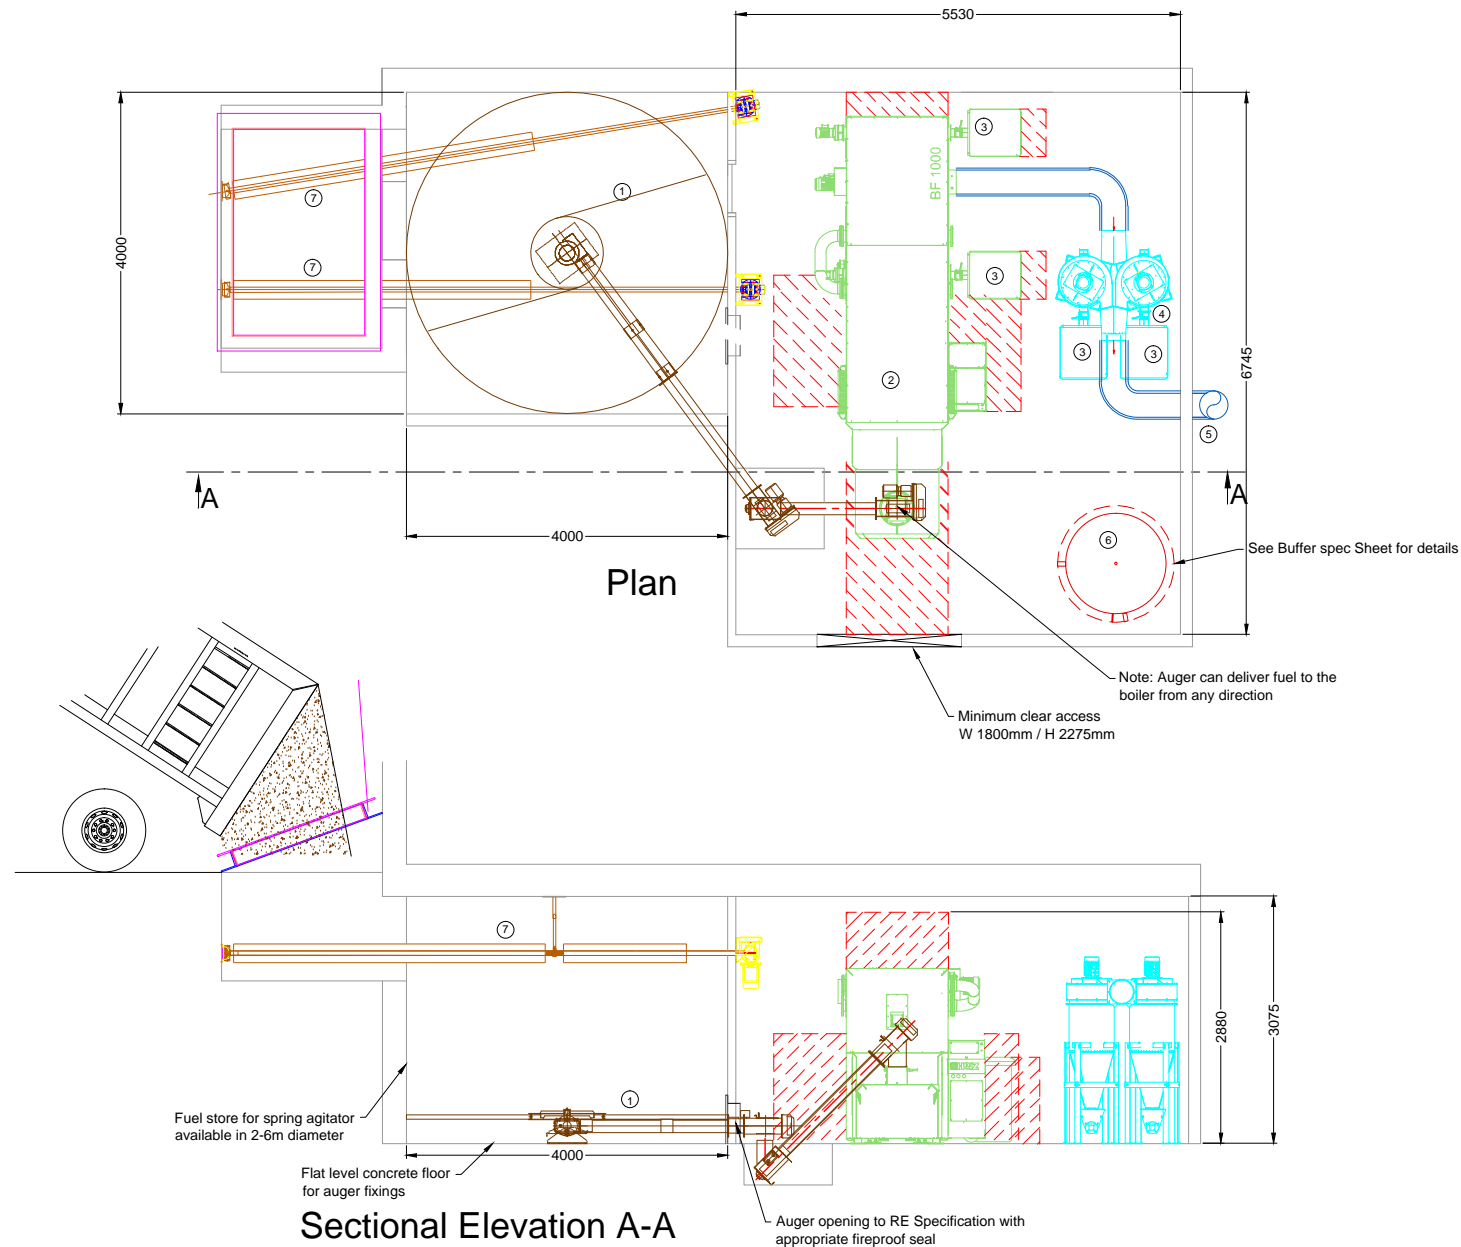 5530
3
1
BF 1000
7
4000
7
3
4
3
3
2
6745
5
A
A
4000
6
See Buffer spec Sheet for details
Plan
Note: Auger can deliver fuel to the
boiler from any direction
Minimum clear access
W 1800mm / H 2275mm
7
2880
3075
1
Fuel store for spring agitator
available in 2-6m diameter
4000
Flat level concrete floor
for auger fixings
Sectional Elevation A-A
Auger opening to RE Specification with
appropriate fireproof seal